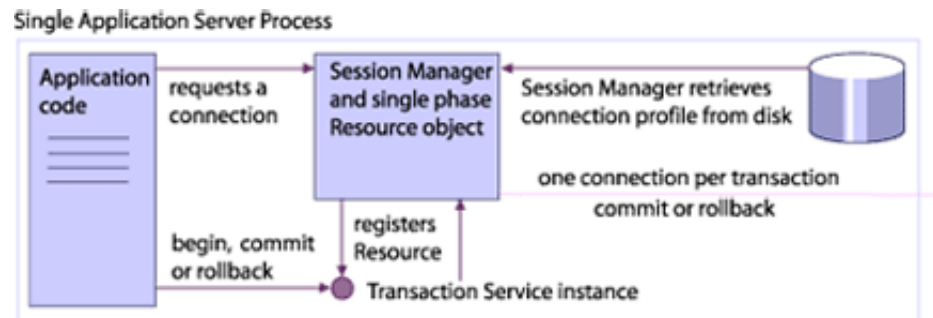 Single Application Server Process
Application
code
requests a
connection
Session Manager
and single phase
Resource object
Session Manager retrieves
connection profile from disk
one connection per transaction
commit or rollback
registers
Resource
begin, commit
or rollback
Transaction Service instance